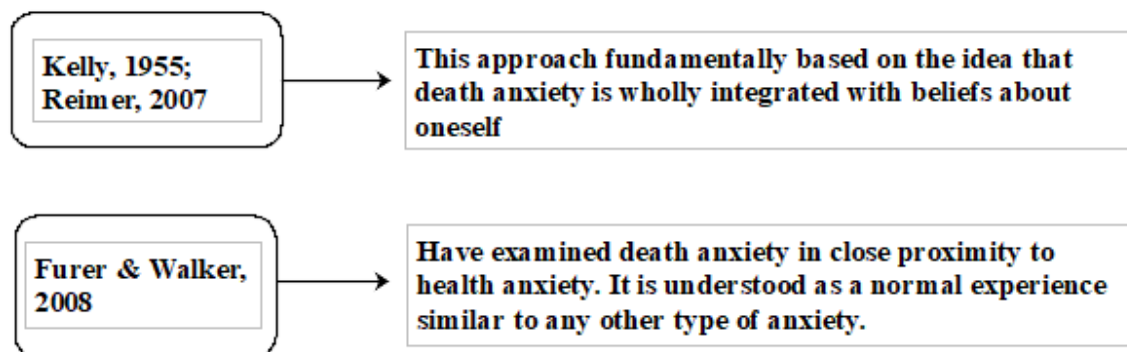 Kelly, 1955;
Reimer, 2007
This approach fundamentally based on the idea that
death anxiety is wholly integrated with beliefs about
oneself
Furer & Walker,
2008
Have examined death anxiety in close proximity to
health anxiety. It is understood as a normal experience
similar to any other type of anxiety.